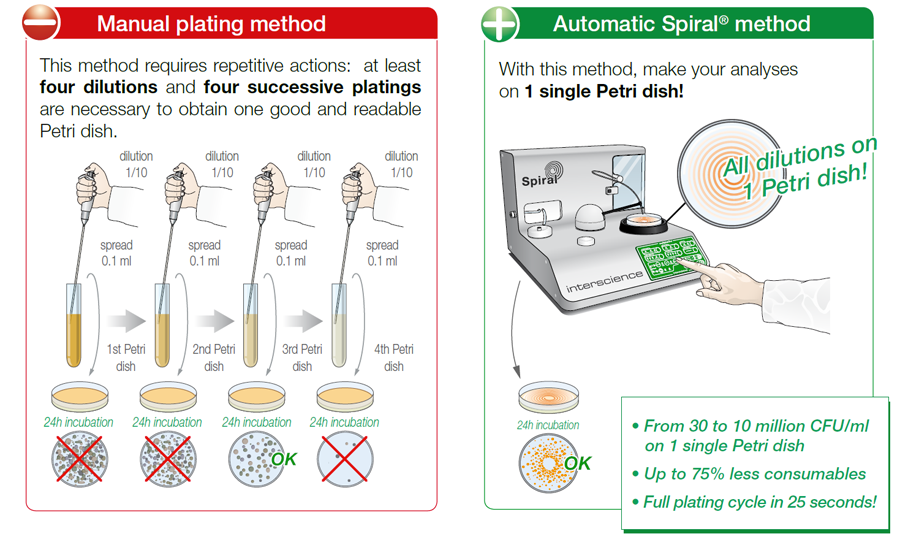 Manual plating method
This method requires repetitive actions: at least
four dilutions and four successive platings
are necessary to obtain one good and readable
Petri dish.
dilution
1/10
dilution
1/10
dilution
1/10
dilution
1/10
spread
0.1 ml
spread
0.1 ml
spread
0.1 ml
spread
0.1 ml
1st Petri
dish
2nd Petri
dish
3rd Petri
dish
4th Petri
dish
24h incubation
24h incubation
24h incubation
24h incubation
OK
Automatic Spiral® method
With this method, make your analyses
on 1 single Petri dish!
Spiral
All dilutions on
1 Petri dish!
interscience
24h incubation
OK
• From 30 to 10 million CFU/ml
on 1 single Petri dish
• Up to 75% less consumables
• Full plating cycle in 25 seconds!